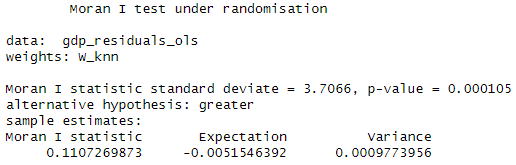 Moran I test under randomisation
data: gdp_residuals_ols
weights: W_knn
Moran I statistic standard deviate = 3.7066, p-value = 0.000105
alternative hypothesis: greater
sample estimates:
Moran I statistic Expectation Variance
0.1107269873 -0.0051546392 0.0009773956